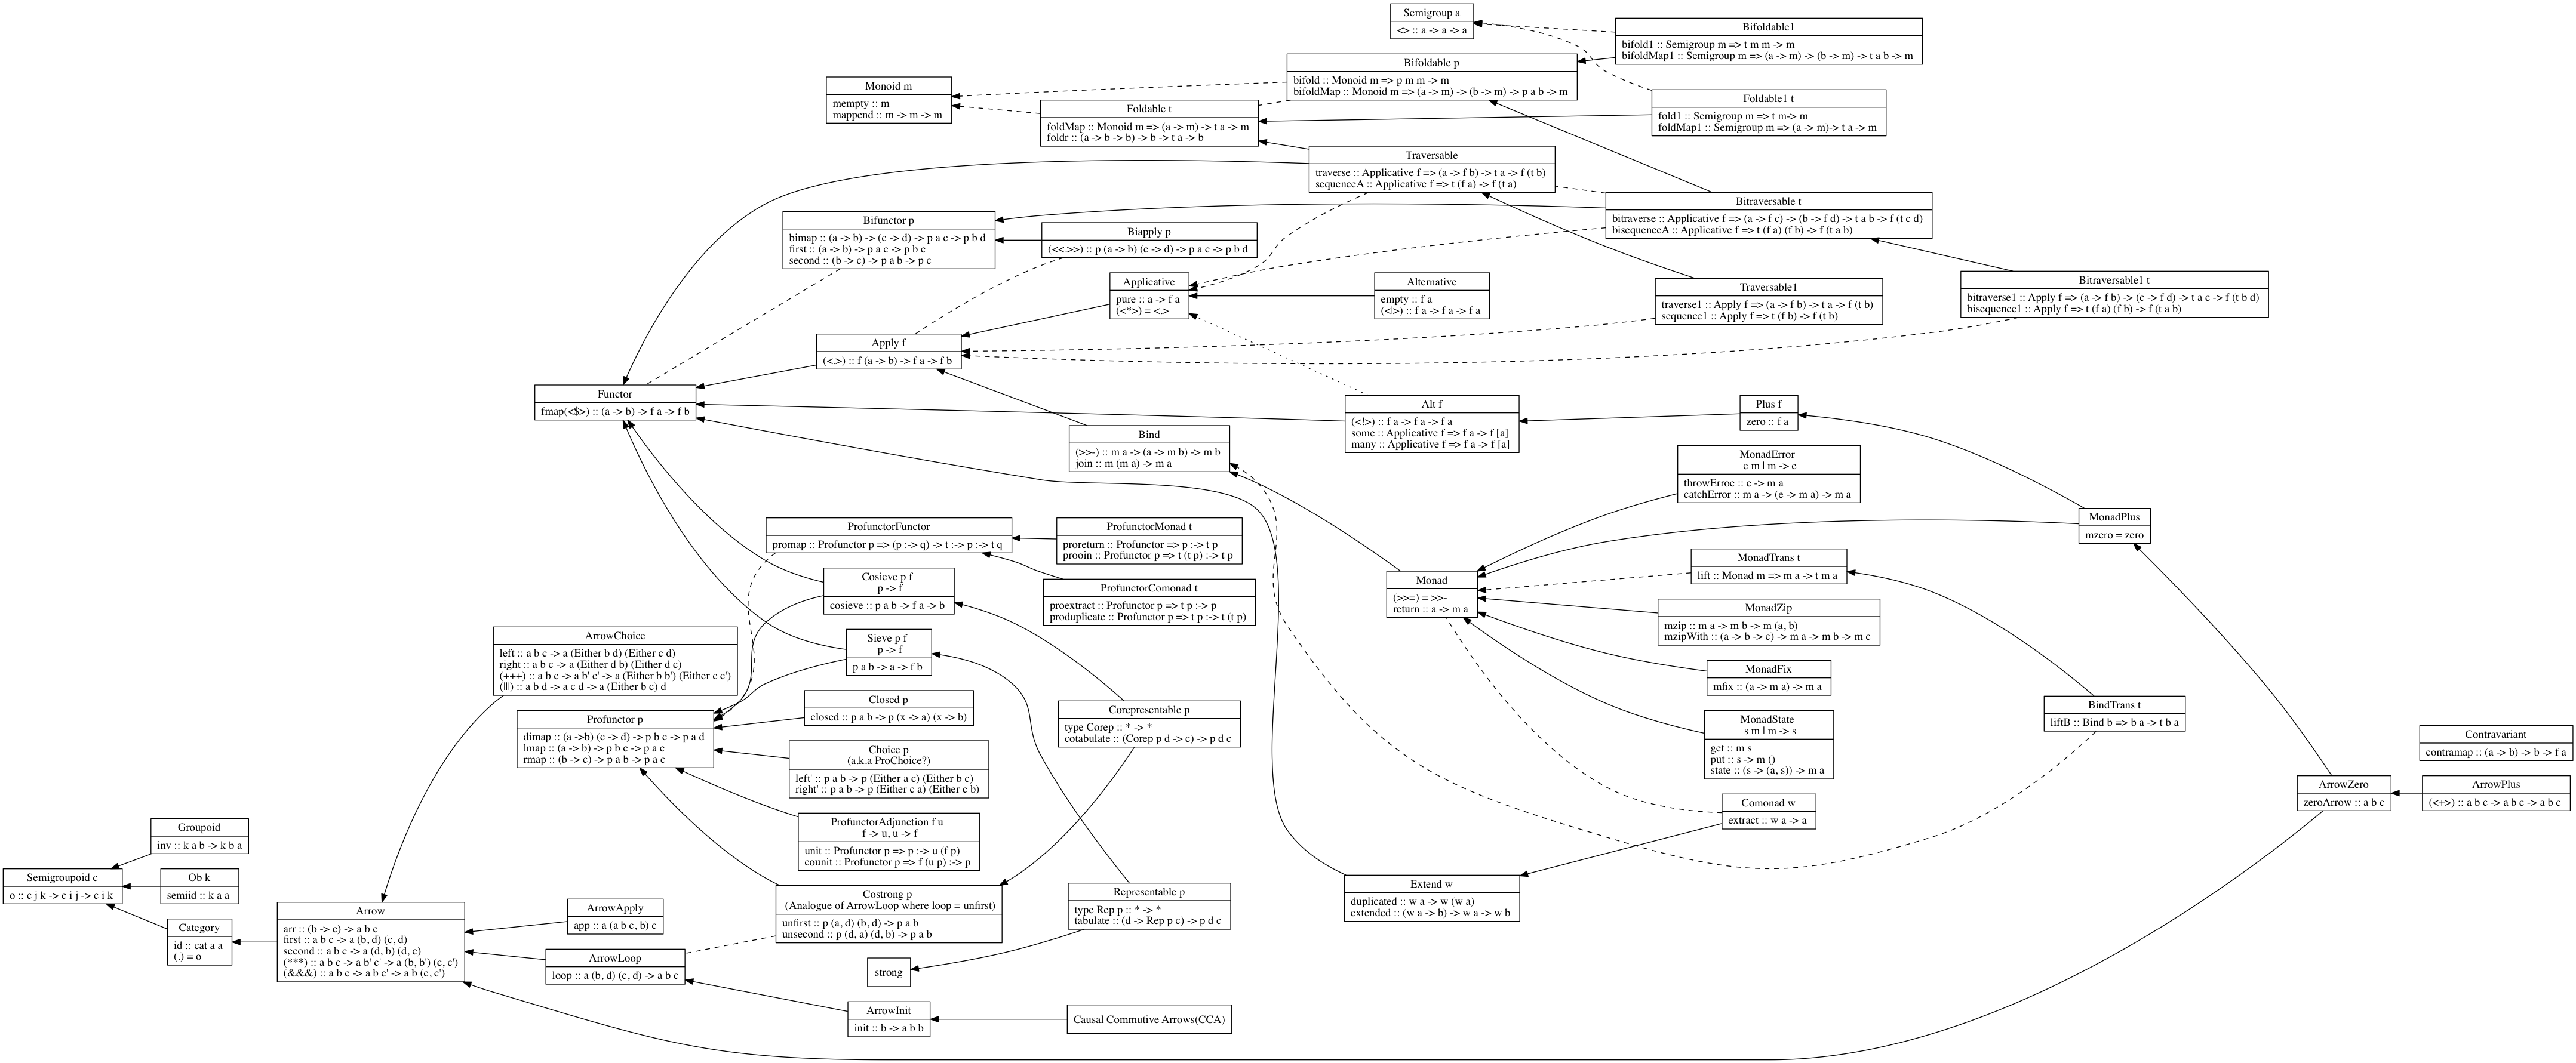 Semigroup a
<> :: a -> a -> a
Bifoldable1
bifold1 :: Semigroup m => t m m -> m
bifoldMap1 :: Semigroup m => (a -> m) -> (b -> m) -> t a b -> m
Bifoldable p
bifold :: Monoid m => p m m -> m
bifoldMap :: Monoid m => (a -> m) -> (b -> m) -> p a b -> m
Monoid m
mempty :: m
mappend :: m -> m -> m
Foldable t
foldMap :: Monoid m => (a -> m) -> t a -> m
foldr :: (a -> b -> b) -> b -> t a -> b
Foldable1 t
fold1 :: Semigroup m => t m-> m
foldMap1 :: Semigroup m => (a -> m)-> t a -> m
Traversable
traverse :: Applicative f => (a -> f b) -> t a -> f (t b)
sequenceA :: Applicative f => t (f a) -> f (t a)
Bitraversable t
bitraverse :: Applicative f => (a -> f c) -> (b -> f d) -> t a b -> f (t c d)
bisequenceA :: Applicative f => t (f a) (f b) -> f (t a b)
Bifunctor p
bimap :: (a -> b) -> (c -> d) -> p a c -> p b d
first :: (a -> b) -> p a c -> p b c
second :: (b -> c) -> p a b -> p c
Biapply p
(<<.>>) :: p (a -> b) (c -> d) -> p a c -> p b d
Applicative
pure :: a -> f a
(<*>) = <.>
Alternative
empty :: f a
(<|>) :: f a -> f a -> f a
Traversable1
traverse1 :: Apply f => (a -> f b) -> t a -> f (t b)
sequence1 :: Apply f => t (f b) -> f (t b)
Bitraversable1 t
bitraverse1 :: Apply f => (a -> f b) -> (c -> f d) -> t a c -> f (t b d)
bisequence1 :: Apply f => t (f a) (f b) -> f (t a b)
Apply f
(<.>) :: f (a -> b) -> f a -> f b
Functor
fmap(<$>) :: (a -> b) -> f a -> f b
Alt f
(<!>) :: f a -> f a -> f a
some :: Applicative f => f a -> f [a]
many :: Applicative f => f a -> f [a]
Plus f
zero :: f a
Bind
(>>-) :: m a -> (a -> m b) -> m b
join :: m (m a) -> m a
MonadError
e m | m -> e
throwErroe :: e -> m a
catchError :: m a -> (e -> m a) -> m a
MonadPlus
mzero = zero
ProfunctorFunctor
promap :: Profunctor p => (p :-> q) -> t :-> p :-> t q
ProfunctorMonad t
proreturn :: Profunctor => p :-> t p
prooin :: Profunctor p => t (t p) :-> t p
MonadTrans t
lift :: Monad m => m a -> t m a
Cosieve p f
p -> f
cosieve :: p a b -> f a -> b
ProfunctorComonad t
proextract :: Profunctor p => t p :-> p
produplicate :: Profunctor p => t p :-> t (t p)
Monad
(>>=) = >>-
return :: a -> m a
MonadZip
mzip :: m a -> m b -> m (a, b)
mzipWith :: (a -> b -> c) -> m a -> m b -> m c
ArrowChoice
left :: a b c -> a (Either b d) (Either c d)
right :: a b c -> a (Either d b) (Either d c)
(+++) :: a b c -> a b' c' -> a (Either b b') (Either c c')
(|||) :: a b d -> a c d -> a (Either b c) d
Sieve p f
p -> f
p a b -> a -> f b
MonadFix
mfix :: (a -> m a) -> m a
Closed p
closed :: p a b -> p (x -> a) (x -> b)
Corepresentable p
type Corep :: * -> *
cotabulate :: (Corep p d -> c) -> p d c
BindTrans t
liftB :: Bind b => b a -> t b a
Profunctor p
dimap :: (a ->b) (c -> d) -> p b c -> p a d
lmap :: (a -> b) -> p b c -> p a c
rmap :: (b -> c) -> p a b -> p a c
MonadState
s m | m -> s
get :: m s
put :: s -> m ()
state :: (s -> (a, s)) -> m a
Contravariant
contramap :: (a -> b) -> b -> f a
Choice p
(a.k.a ProChoice?)
left' :: p a b -> p (Either a c) (Either b c)
right' :: p a b -> p (Either c a) (Either c b)
ArrowZero
zeroArrow :: a b c
ArrowPlus
(<+>) :: a b c -> a b c -> a b c
Comonad w
extract :: w a -> a
ProfunctorAdjunction f u
f -> u, u -> f
unit :: Profunctor p => p :-> u (f p)
counit :: Profunctor p => f (u p) :-> p
Groupoid
inv :: k a b -> k b a
Semigroupoid c
o :: c j k -> c i j -> c i k
Ob k
semiid :: k a a
Costrong p
(Analogue of ArrowLoop where loop = unfirst)
unfirst :: p (a, d) (b, d) -> p a b
unsecond :: p (d, a) (d, b) -> p a b
Representable p
type Rep p :: * -> *
tabulate :: (d -> Rep p c) -> p d c
Extend w
duplicated :: w a -> w (w a)
extended :: (w a -> b) -> w a -> w b
Category
id :: cat a a
(.) = o
Arrow
arr :: (b -> c) -> a b c
first :: a b c -> a (b, d) (c, d)
second :: a b c -> a (d, b) (d, c)
(***) :: a b c -> a b' c' -> a (b, b') (c, c')
(&&&) :: a b c -> a b c' -> a b (c, c')
ArrowApply
app :: a (a b c, b) c
ArrowLoop
loop :: a (b, d) (c, d) -> a b c
strong
ArrowInit
init :: b -> a b b
Causal Commutive Arrows(CCA)